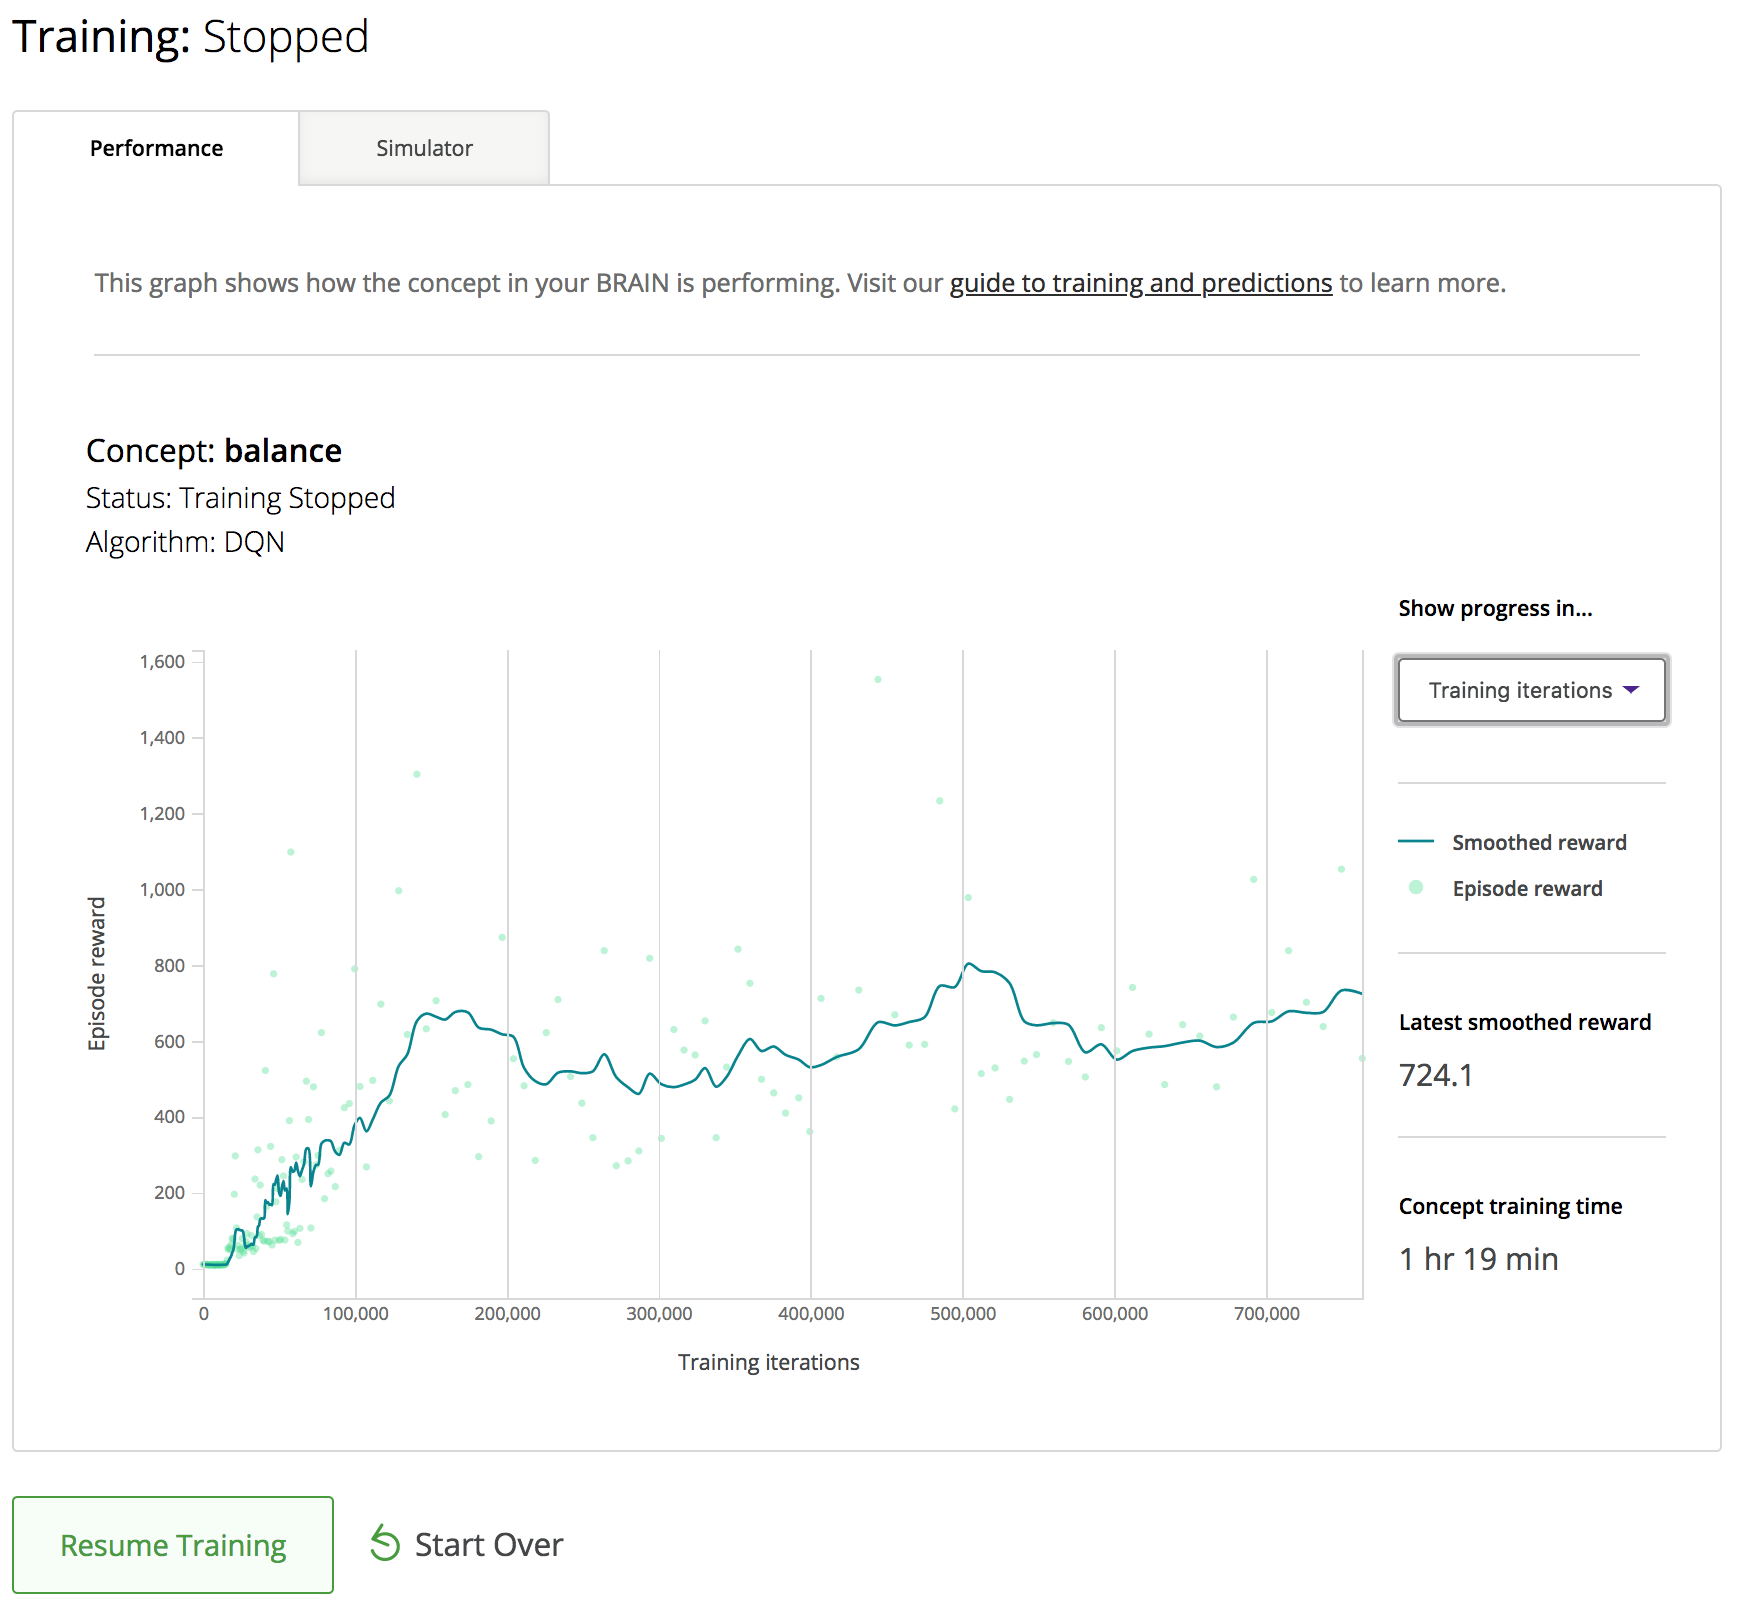 Training: Stopped
Performance
Simulator
This graph shows how the concept in your BRAIN is performing. Visit our guide to training and predictions to learn more.
Concept: balance
Status: Training Stopped
Algorithm: DQN
Show progress in...
Training iterations
Smoothed reward
Episode reward
Latest smoothed reward
724.1
Concept training time
1 hr 19 min
Episode reward
1,600
1,400
1,200
1,000
800
600
400
200
0
0 100,000 200,000 300,000 400,000 500,000 600,000 700,000
Training iterations
Resume Training
Start Over